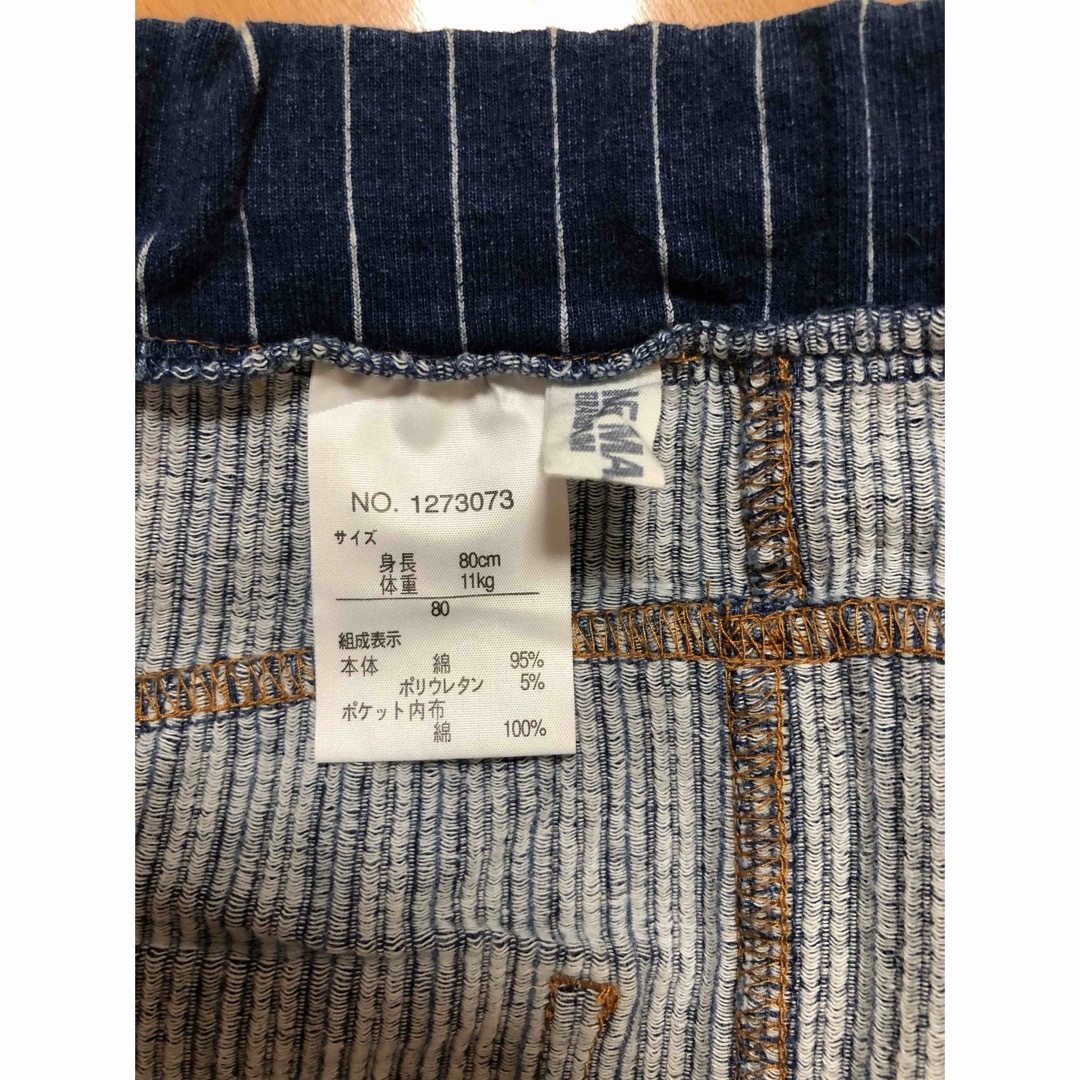 NO. 1273073
サイズ
身長 80cm
体重 11kg
80
組成表示
本体 綿 95%
ポリウレタン 5%
ポケット内布
綿 100%